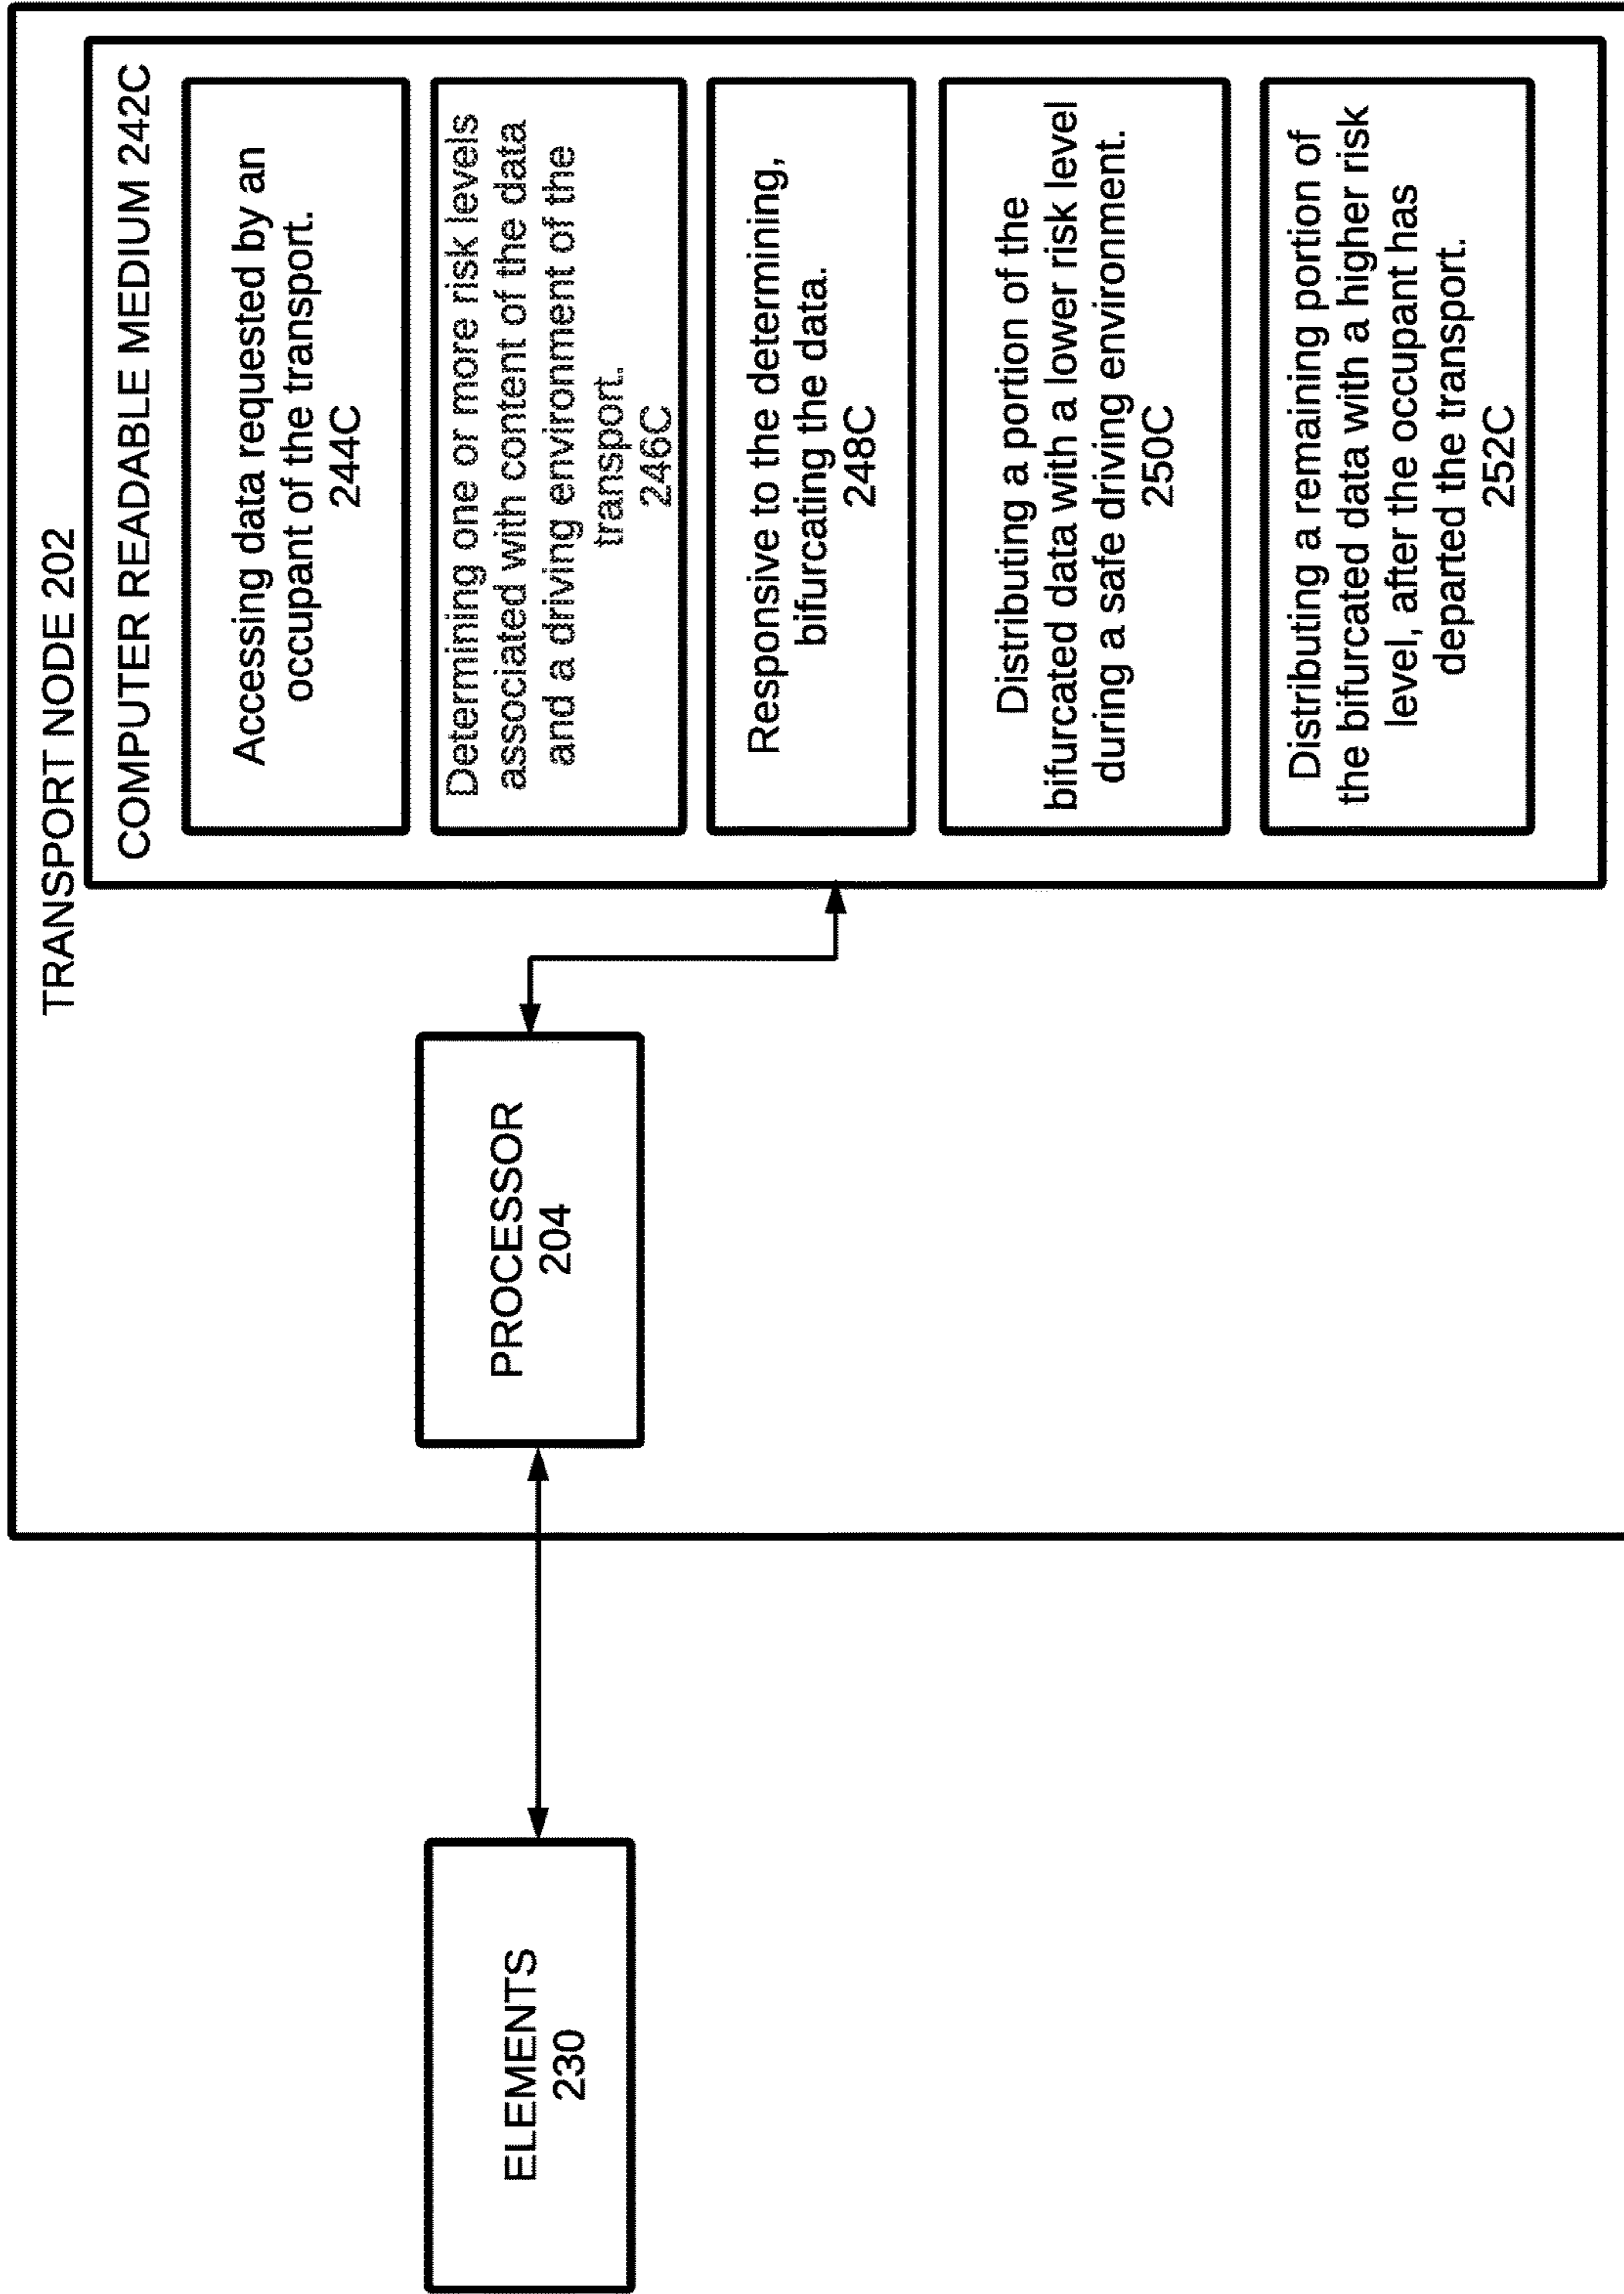 TRANSPORT NODE 202
COMPUTER READABLE MEDIUM 242C
Accessing data requested by an
occupant of the transport.
244C
Determining one or more risk levels
associated with content of the data
and a driving environment of the
transport.
246C
Responsive to the determining,
bifurcating the data.
248C
Distributing a portion of the
bifurcated data with a lower risk level
during a safe driving environment.
250C
Distributing a remaining portion of
the bifurcated data with a higher risk
level, after the occupant has
departed the transport.
252C
PROCESSOR
204
ELEMENTS
230